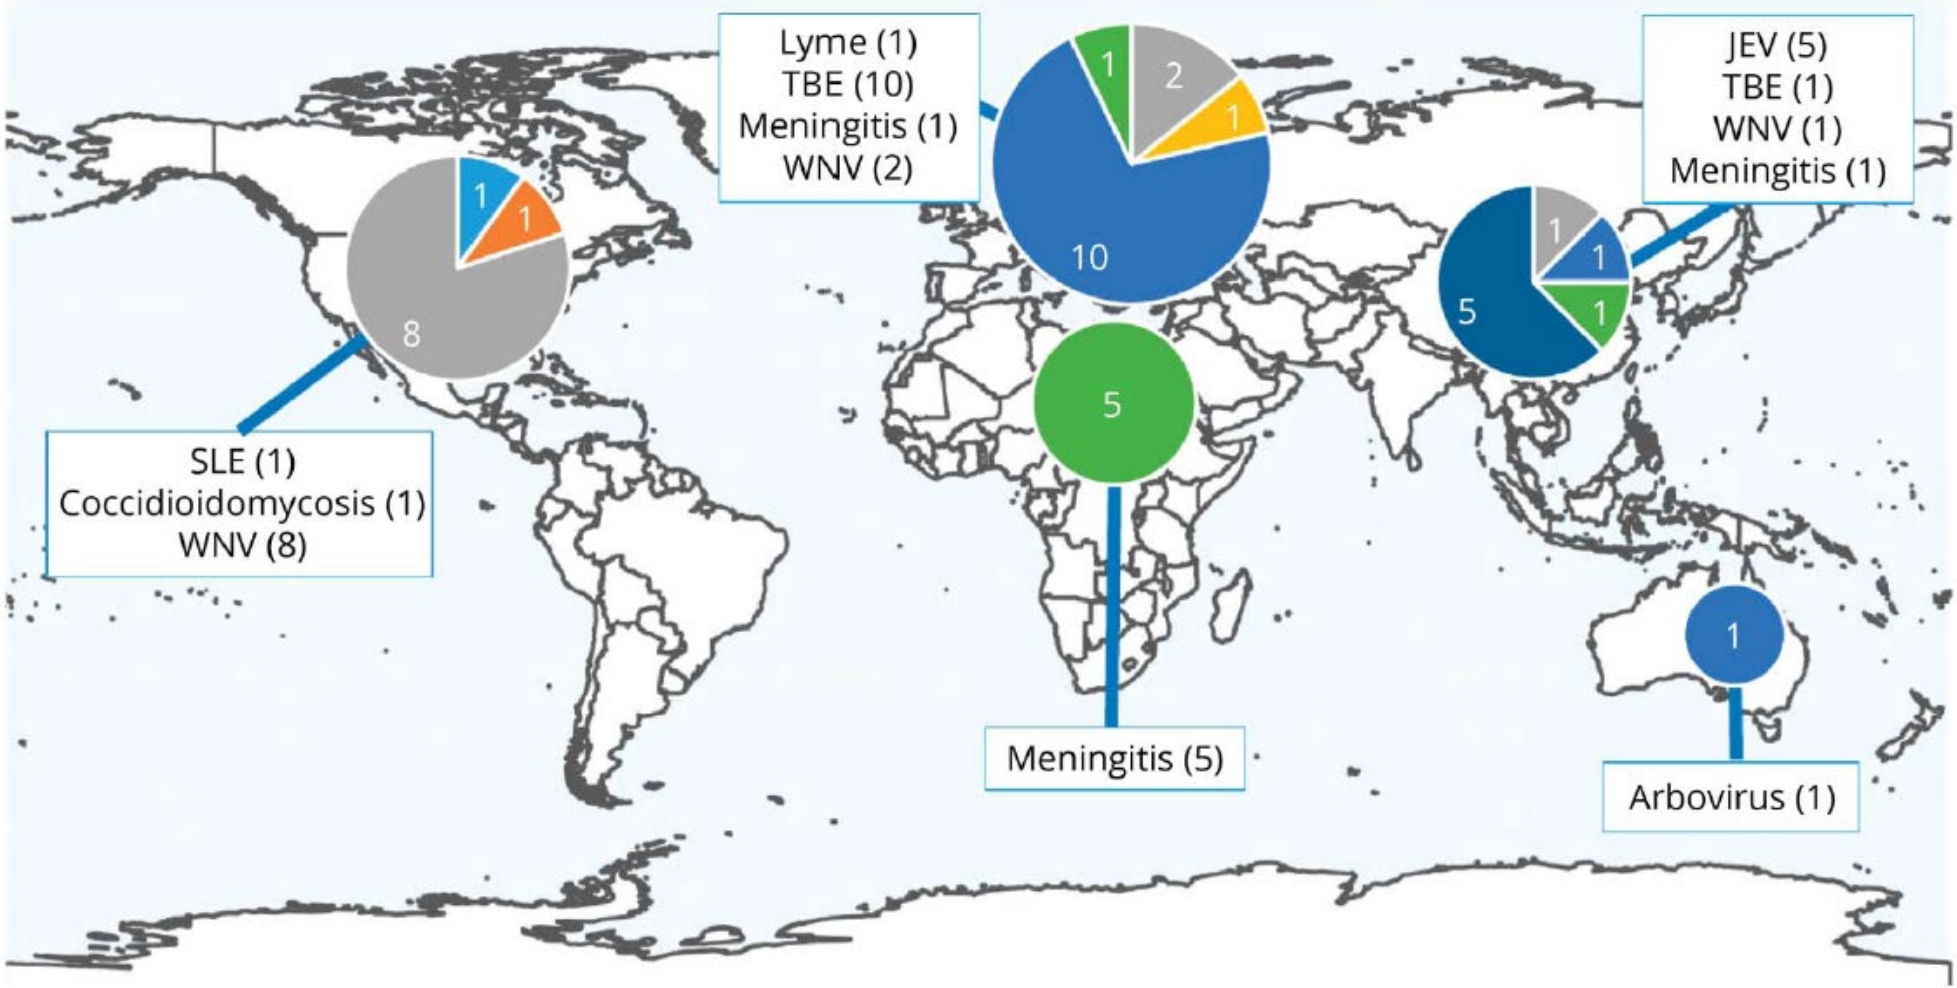 Lyme (1)
TBE (10)
Meningitis (1)
WNV (2)
1
2
1
10
JEV (5)
TBE (1)
WNV (1)
Meningitis (1)
1
1
8
1
1
1
5
5
SLE (1)
Coccidioidomycosis (1)
WNV (8)
1
Meningitis (5)
Arbovirus (1)